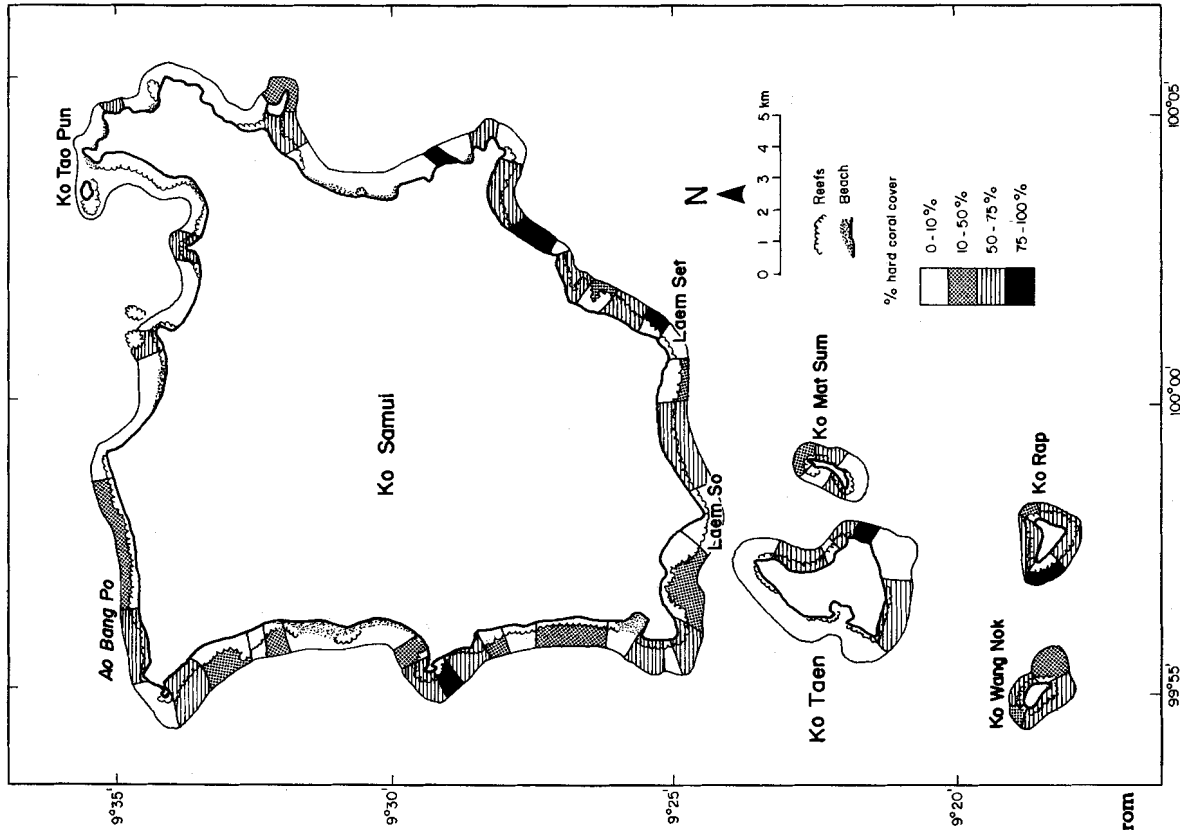 Ko Tao Pun
Ao Bang Po
Ko Samui
Laem Set
Laem So
Ko Mat Sum
Ko Taen
Ko Rap
Ko Wang Nok
N
0 1 2 3 4 5 km
Reefs
Beach
% hard coral cover
0-10%
10-50%
50-75%
75-100%
9°35'
9°30'
9°25'
9°20'
99°55'
100°00'
100°05'
rom